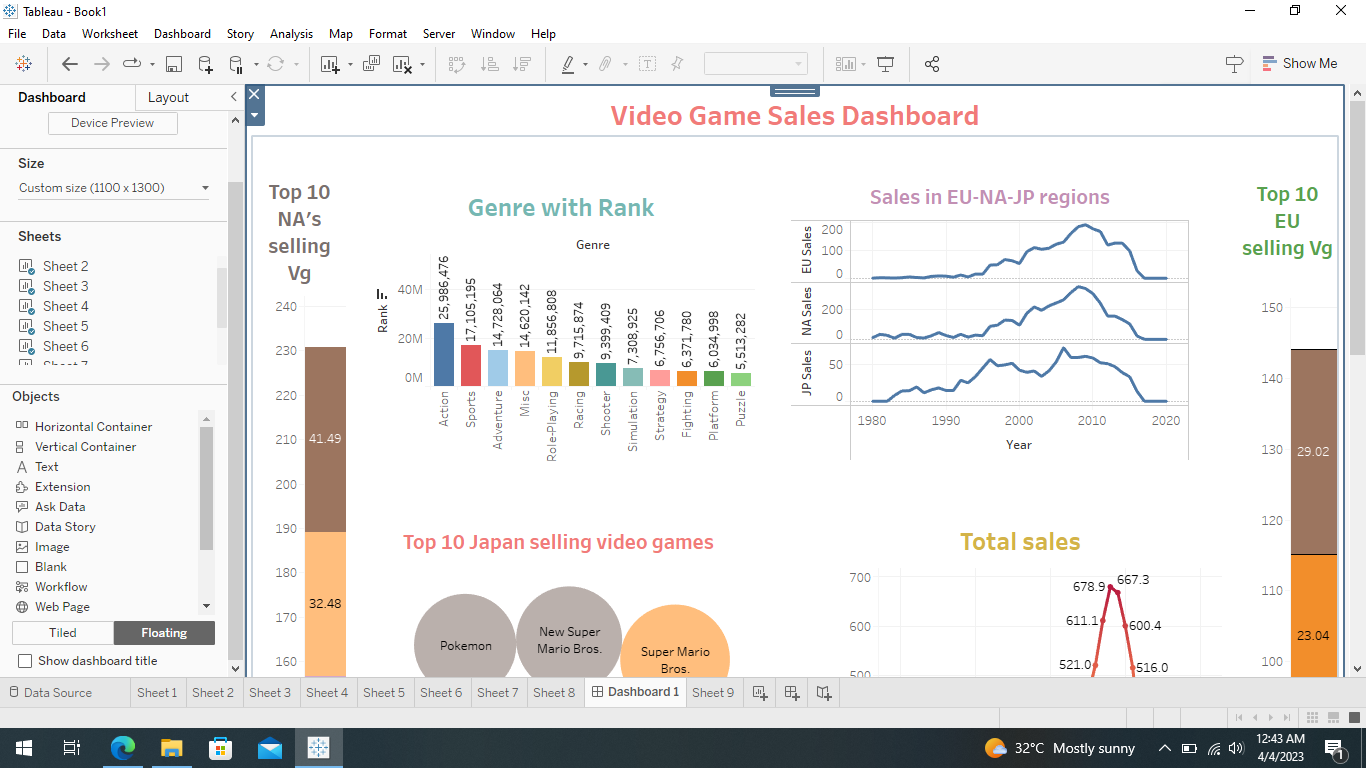 Tableau - Book1
File Data Worksheet Dashboard Story Analysis Map Format Server Window Help
Show Me
Dashboard Layout
Device Preview
Size
Custom size (1100 x 1300)
Sheets
Sheet 2
Sheet 3
Sheet 4
Sheet 5
Sheet 6
Objects
Horizontal Container
Vertical Container
Text
Extension
Ask Data
Data Story
Image
Blank
Workflow
Web Page
Tiled Floating
Show dashboard title
Video Game Sales Dashboard
Top 10
NA's
selling
Vg
240
230
220
210
200
190
180
170
160
41.49
32.48
Genre with Rank
Genre
Rank
40M
20M
0M
25,986,476
17,105,195
14,728,064
14,620,142
11,856,808
9,715,874
9,399,409
7,308,925
6,756,706
6,371,780
6,034,998
5,513,282
Action
Sports
Adventure
Misc
Role-Playing
Racing
Shooter
Simulation
Strategy
Fighting
Platform
Puzzle
Sales in EU-NA-JP regions
EU Sales
200
100
0
NA Sales
200
0
JP Sales
50
0
1980 1990 2000 2010 2020
Year
Top 10
EU
selling Vg
150
140
130
120
110
100
29.02
23.04
Top 10 Japan selling video games
Pokemon
New Super
Mario Bros.
Super Mario
Bros.
Total sales
700
600
500
678.9
667.3
611.1
600.4
521.0
516.0
Data Source Sheet 1 Sheet 2 Sheet 3 Sheet 4 Sheet 5 Sheet 6 Sheet 7 Sheet 8 Dashboard 1 Sheet 9
32°C Mostly sunny
12:43 AM
4/4/2023
1